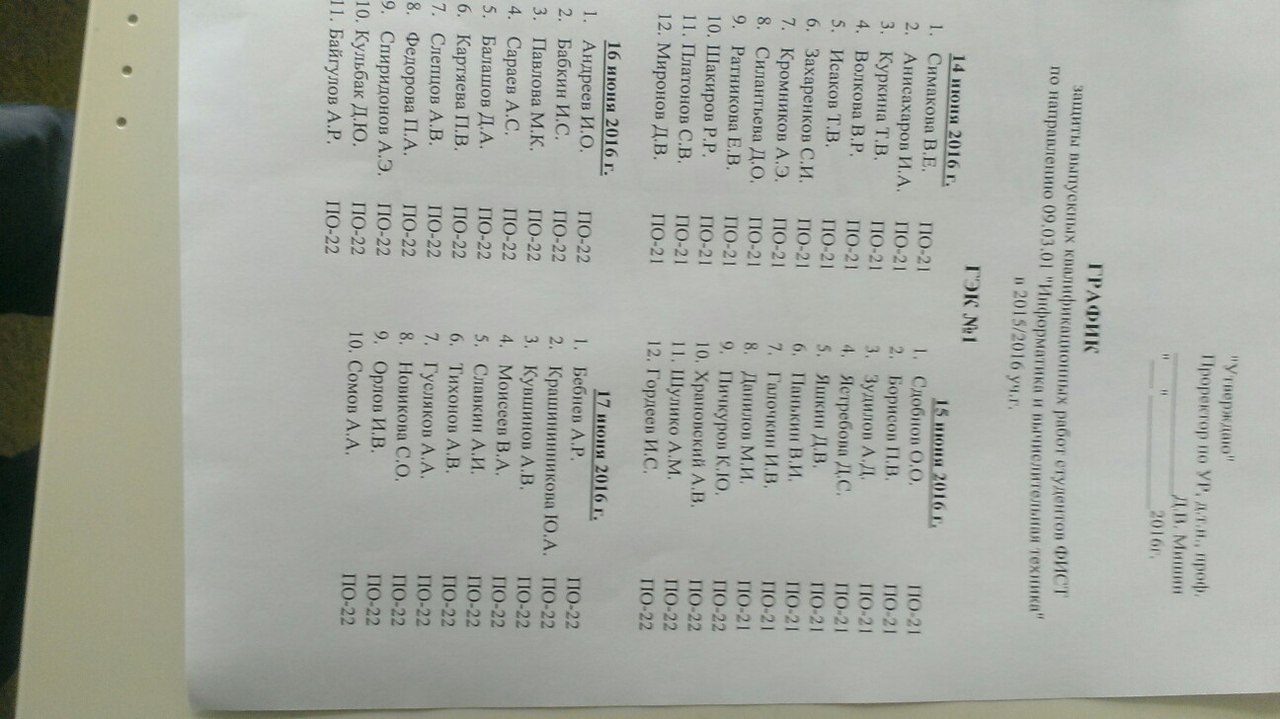 "Утверждаю"
Проректор по УР, д.т.н., проф.
____________Д.В. Мишин
"___"____________2016г.
ГРАФИК
защиты выпускных квалификационных работ студентов ФИСТ
по направлению 09.03.01 "Информатика и вычислительная техника"
в 2015/2016 уч.г.
ГЭК №1
14 июня 2016 г.
1. Симакова В.Е. ПО-21
2. Анисахаров И.А. ПО-21
3. Куркина Т.В. ПО-21
4. Волкова В.Р. ПО-21
5. Исаков Т.В. ПО-21
6. Захаренков С.И. ПО-21
7. Кромников А.Э. ПО-21
8. Силантьева Д.О. ПО-21
9. Ратникова Е.В. ПО-21
10. Шакиров Р.Р. ПО-21
11. Платонов С.В. ПО-21
12. Миронов Д.В. ПО-21
15 июня 2016 г.
1. Сдобнов О.О. ПО-21
2. Борисов П.В. ПО-21
3. Зудилов А.Д. ПО-21
4. Ястребова Д.С. ПО-21
5. Яшкин Д.В. ПО-21
6. Панькин В.И. ПО-21
7. Галочкин И.В. ПО-21
8. Данилов М.И. ПО-21
9. Пичкуров К.Ю. ПО-22
10. Храновский А.В. ПО-22
11. Шулико А.М. ПО-22
12. Гордеев И.С. ПО-22
16 июня 2016 г.
1. Андреев И.О. ПО-22
2. Бабкин И.С. ПО-22
3. Павлова М.К. ПО-22
4. Сараев А.С. ПО-22
5. Балашов Д.А. ПО-22
6. Картяева П.В. ПО-22
7. Слепцов А.В. ПО-22
8. Федорова П.А. ПО-22
9. Спиридонов А.Э. ПО-22
10. Кульбак Д.Ю. ПО-22
11. Байгулов А.Р. ПО-22
17 июня 2016 г.
1. Бебнев А.Р. ПО-22
2. Крашининникова Ю.А. ПО-22
3. Кувшинов А.В. ПО-22
4. Моисеев В.А. ПО-22
5. Славкин А.И. ПО-22
6. Тихонов А.В. ПО-22
7. Гусляков А.А. ПО-22
8. Новикова С.О. ПО-22
9. Орлов И.В. ПО-22
10. Сомов А.А. ПО-22